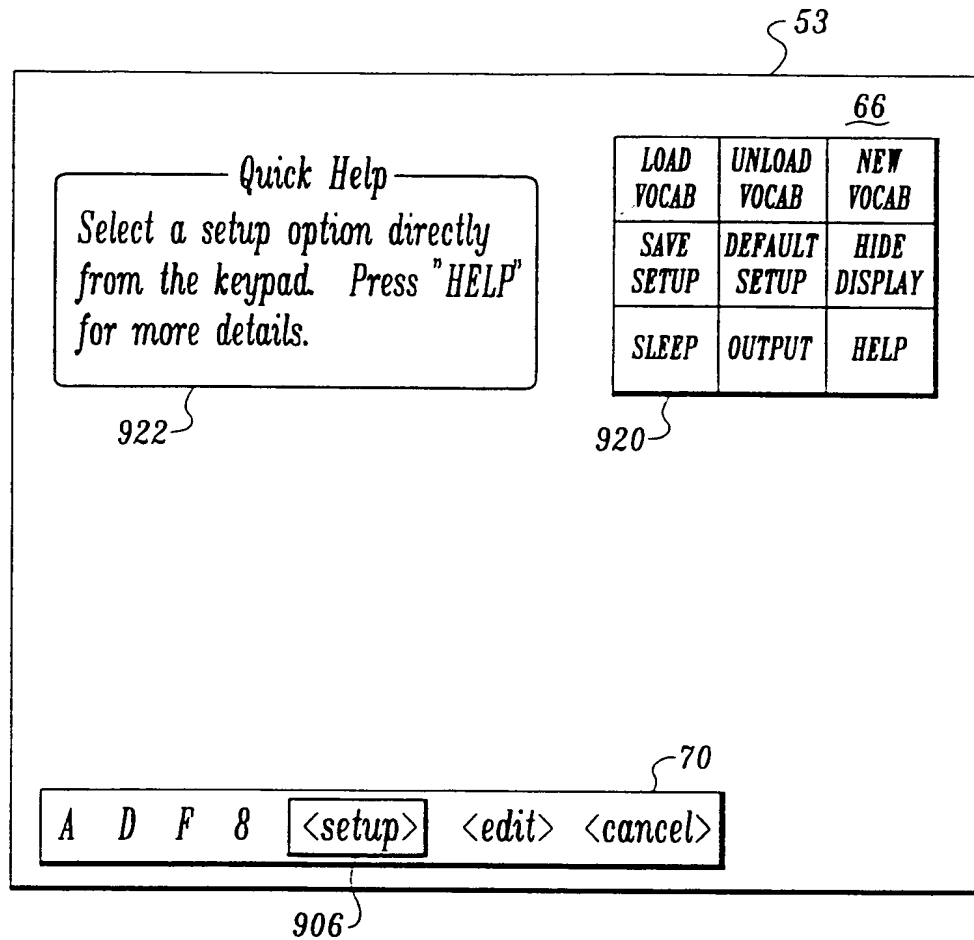 53
66
Quick Help
Select a setup option directly
from the keypad. Press "HELP"
for more details.
922
LOAD VOCAB UNLOAD VOCAB NEW VOCAB
SAVE SETUP DEFAULT SETUP HIDE DISPLAY
SLEEP OUTPUT HELP
920
70
A D F 8 <setup> <edit> <cancel>
906